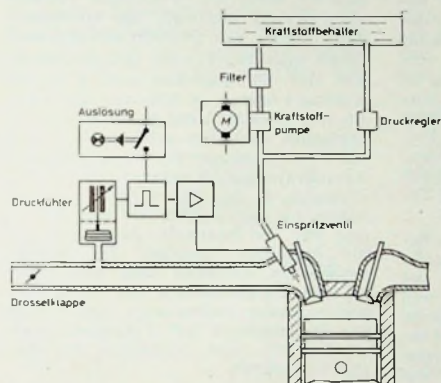 Kraftstoffbehälter
Filter
Auslösung
M
Kraftstoff-
pumpe
Druckregler
Druckfühler
Einspritzventil
Drosselklappe